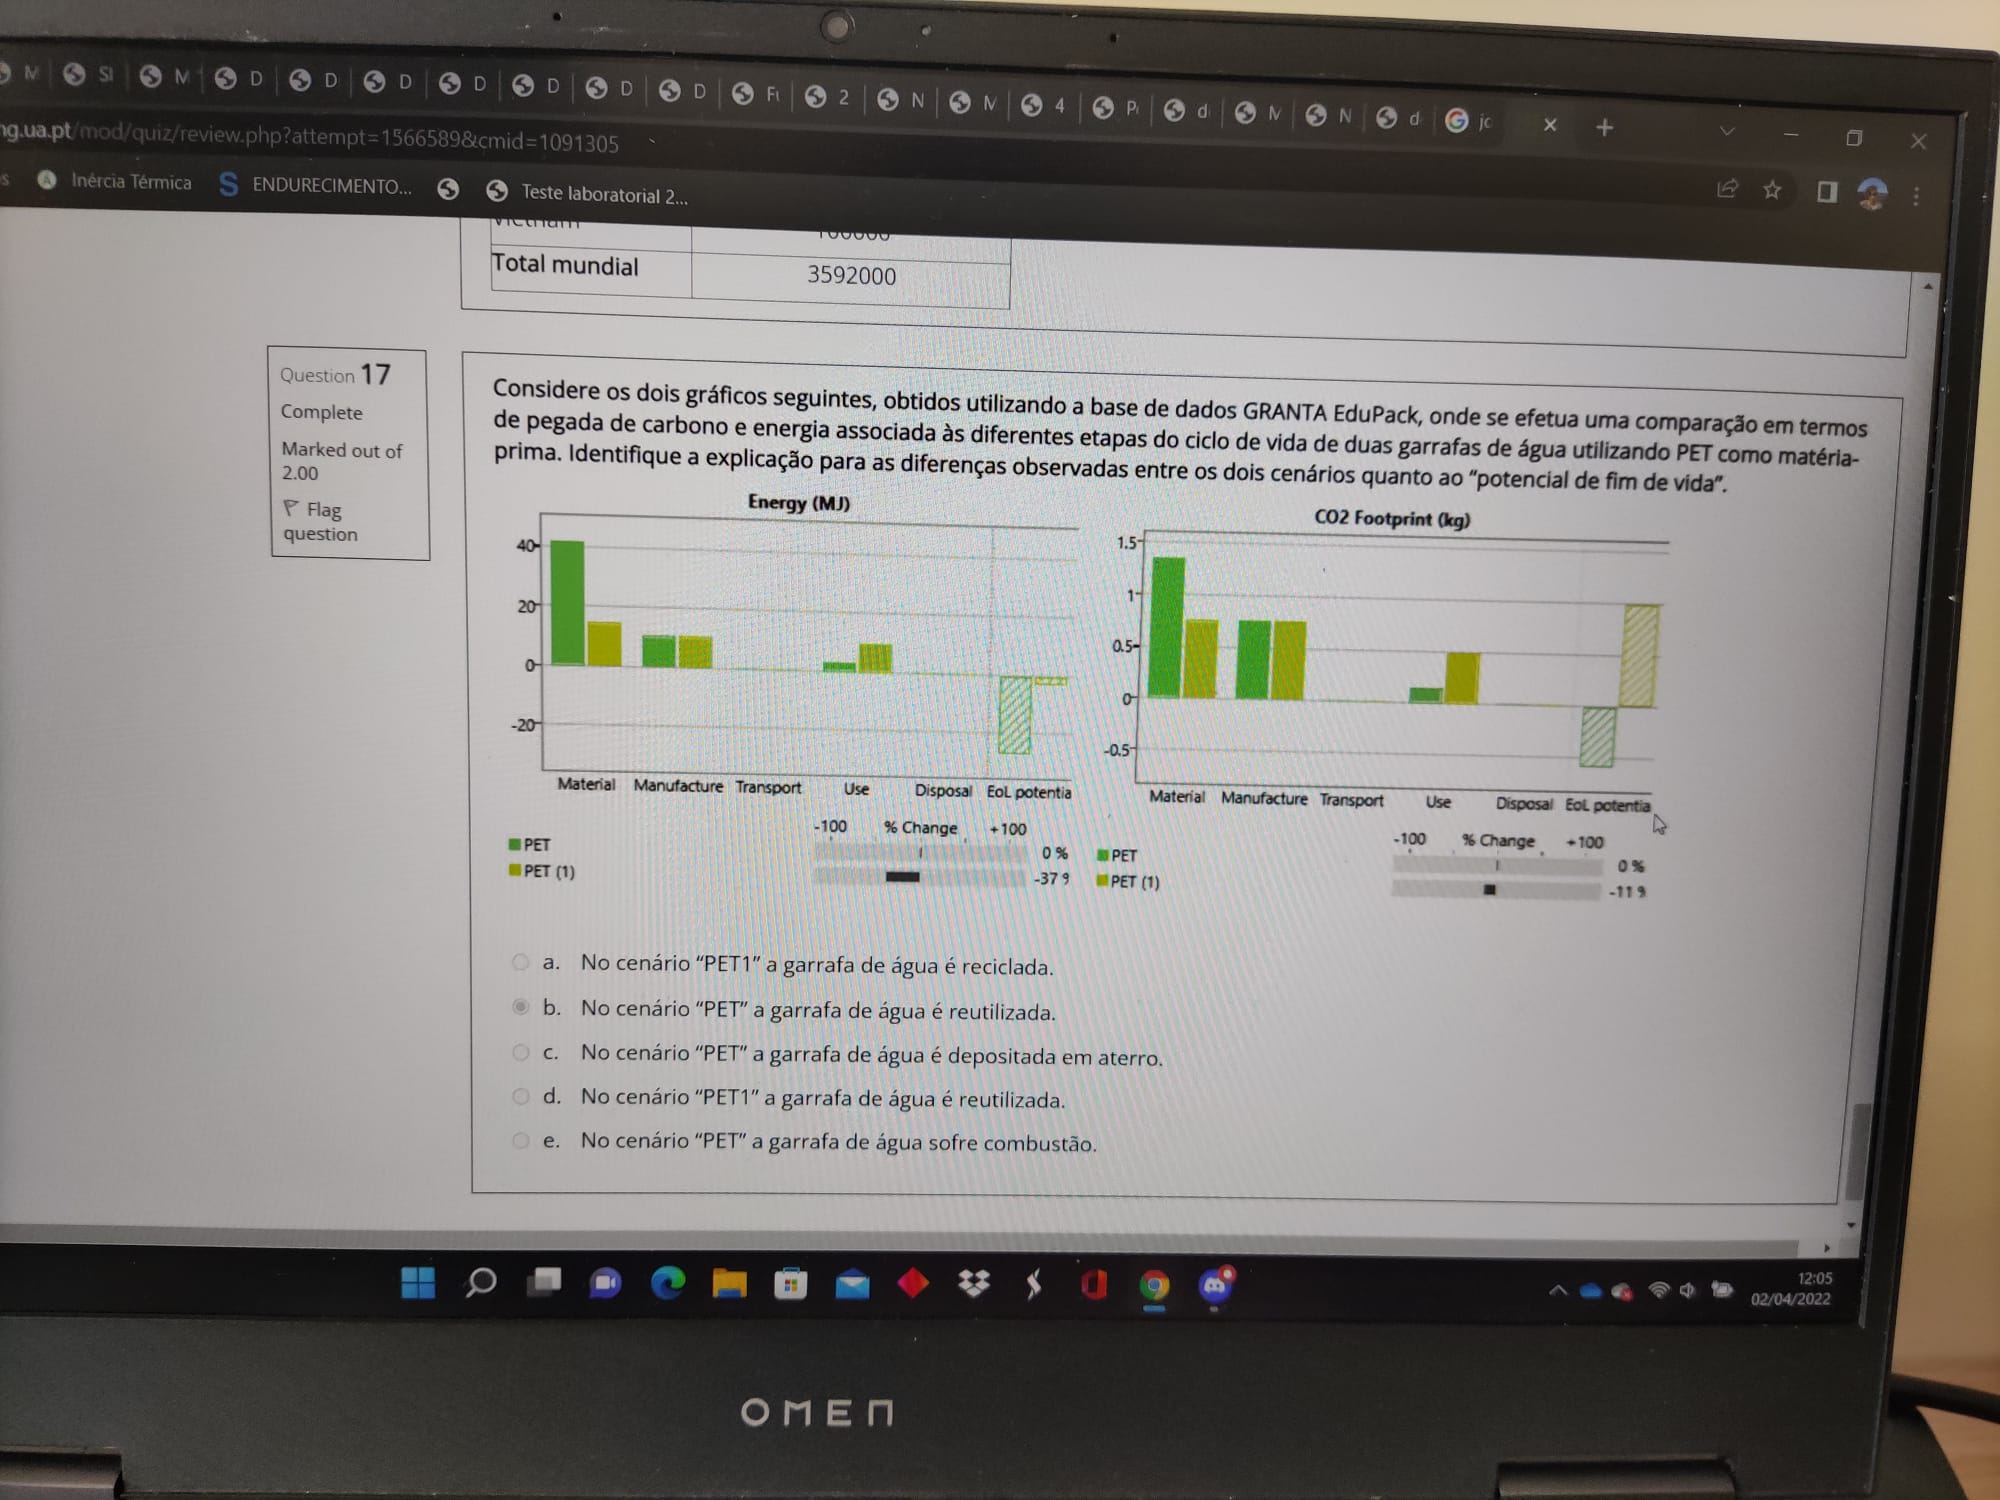 M SI M D D D D D D D 2 N M 4 d M N d jc
ng.ua.pt/mod/quiz/review.php?attempt=1566589&cmid=1091305
Inércia Térmica ENDURECIMENTO... Teste laboratorial 2...
Vietnam 100000
Total mundial 3592000
Question 17
Complete
Marked out of
2.00
Flag
question
Considere os dois gráficos seguintes, obtidos utilizando a base de dados GRANTA EduPack, onde se efetua uma comparação em termos
de pegada de carbono e energia associada às diferentes etapas do ciclo de vida de duas garrafas de água utilizando PET como matéria-
prima. Identifique a explicação para as diferenças observadas entre os dois cenários quanto ao “potencial de fim de vida”.
Energy (MJ)
40
20
0
-20
Material Manufacture Transport Use Disposal EoL potentia
-100 % Change +100
PET 0 %
PET (1) -37 %
CO2 Footprint (kg)
1.5
1
0.5
0
-0.5
Material Manufacture Transport Use Disposal EoL potentia
-100 % Change +100
PET 0 %
PET (1) -11 %
a. No cenário “PET1” a garrafa de água é reciclada.
b. No cenário “PET” a garrafa de água é reutilizada.
c. No cenário “PET” a garrafa de água é depositada em aterro.
d. No cenário “PET1” a garrafa de água é reutilizada.
e. No cenário “PET” a garrafa de água sofre combustão.
12:05
02/04/2022
OMEN